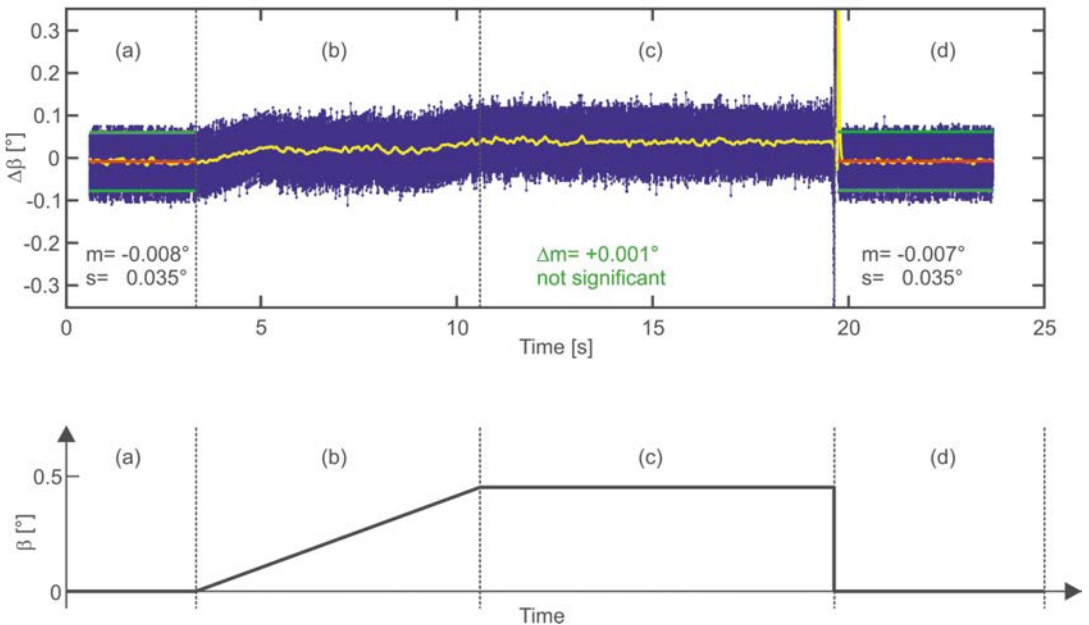 0.3
0.2
0.1
0
-0.1
-0.2
-0.3
Δβ [°]
(a)
(b)
(c)
(d)
m= -0.008°
s= 0.035°
Δm= +0.001°
not significant
m= -0.007°
s= 0.035°
0 5 10 15 20 25
Time [s]
(a)
(b)
(c)
(d)
0.5
0
β [°]
Time